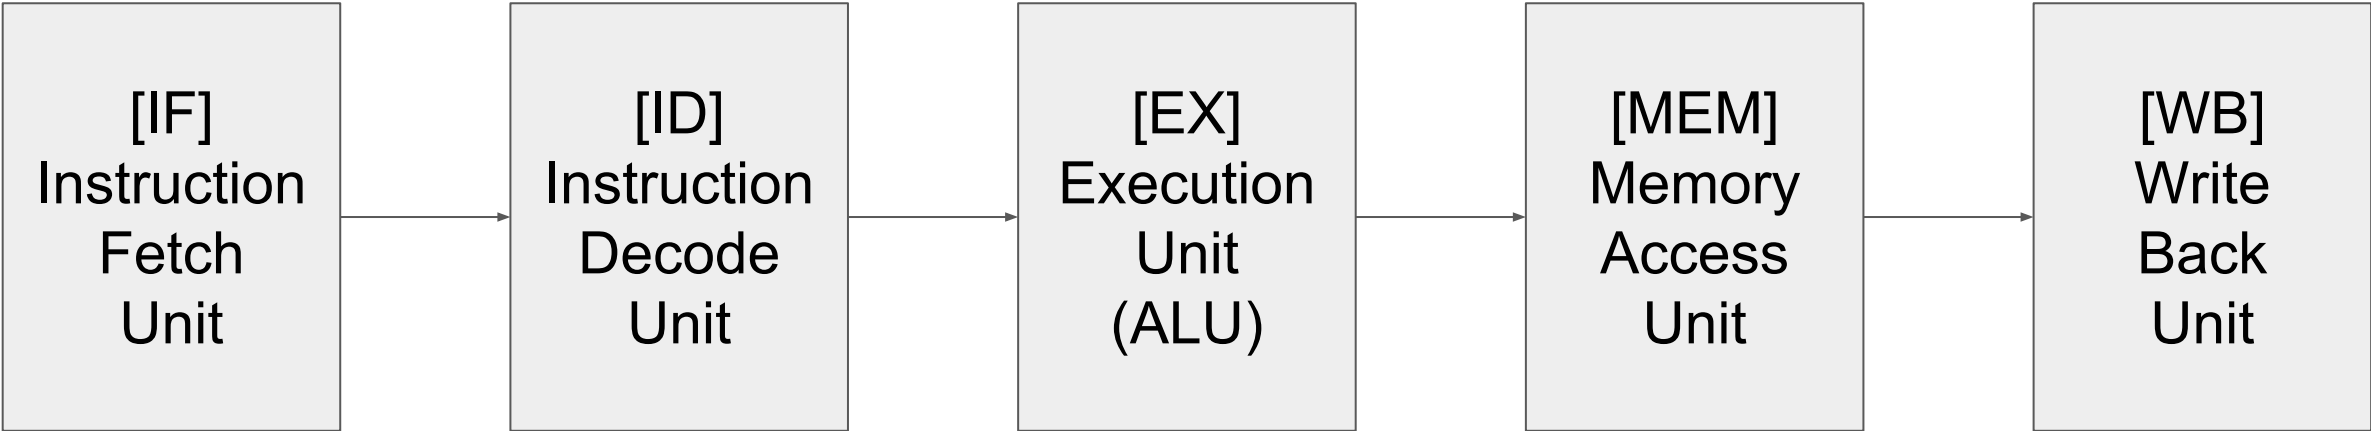 [IF]
Instruction
Fetch
Unit
[ID]
Instruction
Decode
Unit
[EX]
Execution
Unit
(ALU)
[MEM]
Memory
Access
Unit
[WB]
Write
Back
Unit